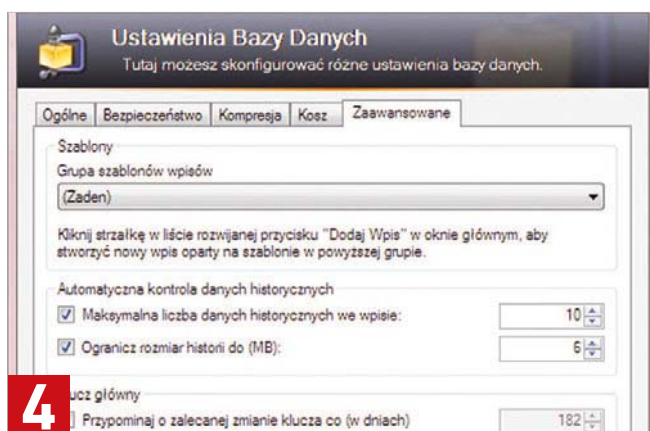 Ustawienia Bazy Danych
Tutaj możesz skonfigurować różne ustawienia bazy danych.
Ogólne Bezpieczeństwo Kompresja Kosz Zaawansowane
Szablony
Grupa szablonów wpisów
(Zaden)
Kliknij strzałkę w liście rozwijanej przycisku "Dodaj Wpis" w oknie głównym, aby
stworzyć nowy wpis oparty na szablonie w powyższej grupie.
Automatyczna kontrola danych historycznych
Maksymalna liczba danych historycznych we wpisie: 10
Ogranicz rozmiar historii do (MB): 6
ucz główny
Przypominaj o zalecanej zmianie klucza co (w dniach) 182
4